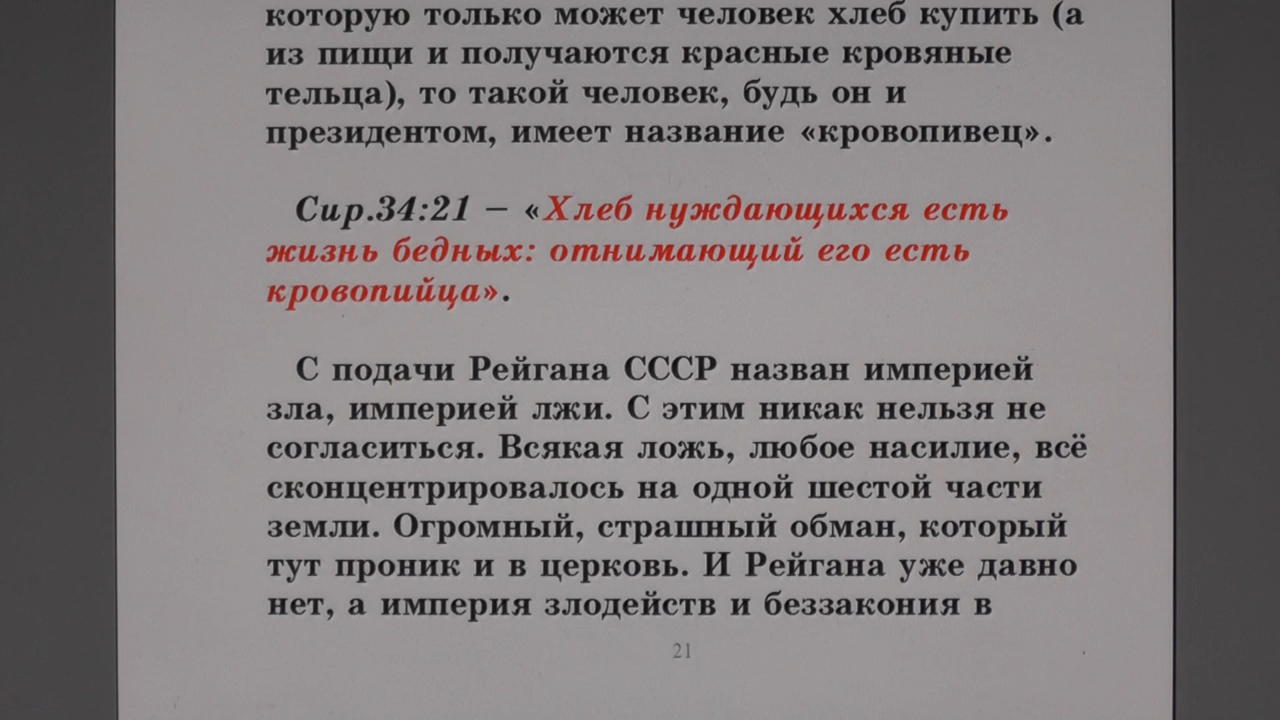 которую только может человек хлеб купить (а
из пищи и получаются красные кровяные
тельца), то такой человек, будь он и
президентом, имеет название «кровопивец».
Сир.34:21 – «Хлеб нуждающихся есть
жизнь бедных: отнимающий его есть
кровопийца».
С подачи Рейгана СССР назван империей
зла, империей лжи. С этим никак нельзя не
согласиться. Всякая ложь, любое насилие, всё
сконцентрировалось на одной шестой части
земли. Огромный, страшный обман, который
тут проник и в церковь. И Рейгана уже давно
нет, а империя злодейств и беззакония в
21